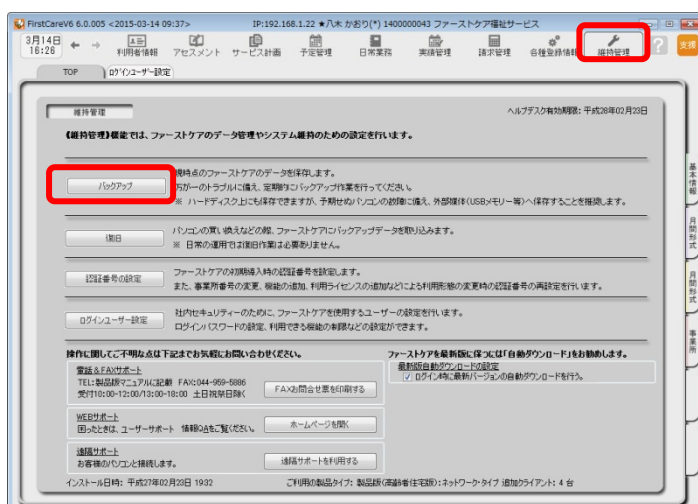 FirstCareV6 6.0.005 <2015-03-14 09:37> IP:192.168.1.22 ★八木 かおり(*) 1400000043 ファーストケア福祉サービス
3月14日
16:26
利用者情報 アセスメント サービス計画 予定管理 日常業務 実績管理 請求管理 各種登録情報 維持管理 ? 支援
TOP ログインユーザー設定
維持管理 ヘルプデスク有効期限: 平成28年02月23日
《維持管理》機能では、ファーストケアのデータ管理やシステム維持のための設定を行います。
現時点のファーストケアのデータを保存します。
バックアップ 万が一のトラブルに備え、定期的にバックアップ作業を行ってください。
※ ハードディスク上にも保存できますが、予期せぬパソコンの故障に備え、外部媒体(USBメモリー等)へ保存することを推奨します。
復旧 パソコンの買い換えなどの際、ファーストケアにバックアップデータを取り込みます。
※ 日常の運用では復旧作業は必要ありません。
認証番号の設定 ファーストケアの初期導入時の認証番号を設定します。
また、事業所番号の変更、機能の追加、利用ライセンスの追加などによる利用形態の変更時の認証番号の再設定を行います。
ログインユーザー設定 社内セキュリティーのために、ファーストケアを使用するユーザーの設定を行います。
ログインパスワードの設定、利用できる機能の制限などの設定ができます。
操作に関してご不明な点は下記までお気軽にお問い合わせください。 ファーストケアを最新版に保つには「自動ダウンロード」をお勧めします。
電話&FAXサポート 最新版自動ダウンロードの設定
TEL:製品版マニュアルに記載 FAX:044-959-5886 FAXお問合せ票を印刷する ログイン時に最新バージョンの自動ダウンロードを行う。
受付10:00-12:00/13:00-18:00 土日祝祭日除く
WEBサポート
困ったときは、ユーザーサポート 情報QAをご覧ください。 ホームページを開く
遠隔サポート
お客様のパソコンと接続します。 遠隔サポートを利用する
インストール日時: 平成27年02月23日 1932 ご利用の製品タイプ: 製品版(高齢者住宅版):ネットワーク・タイプ 追加クライアント: 4 台
基本情報
月間形式
月間形式
事業所